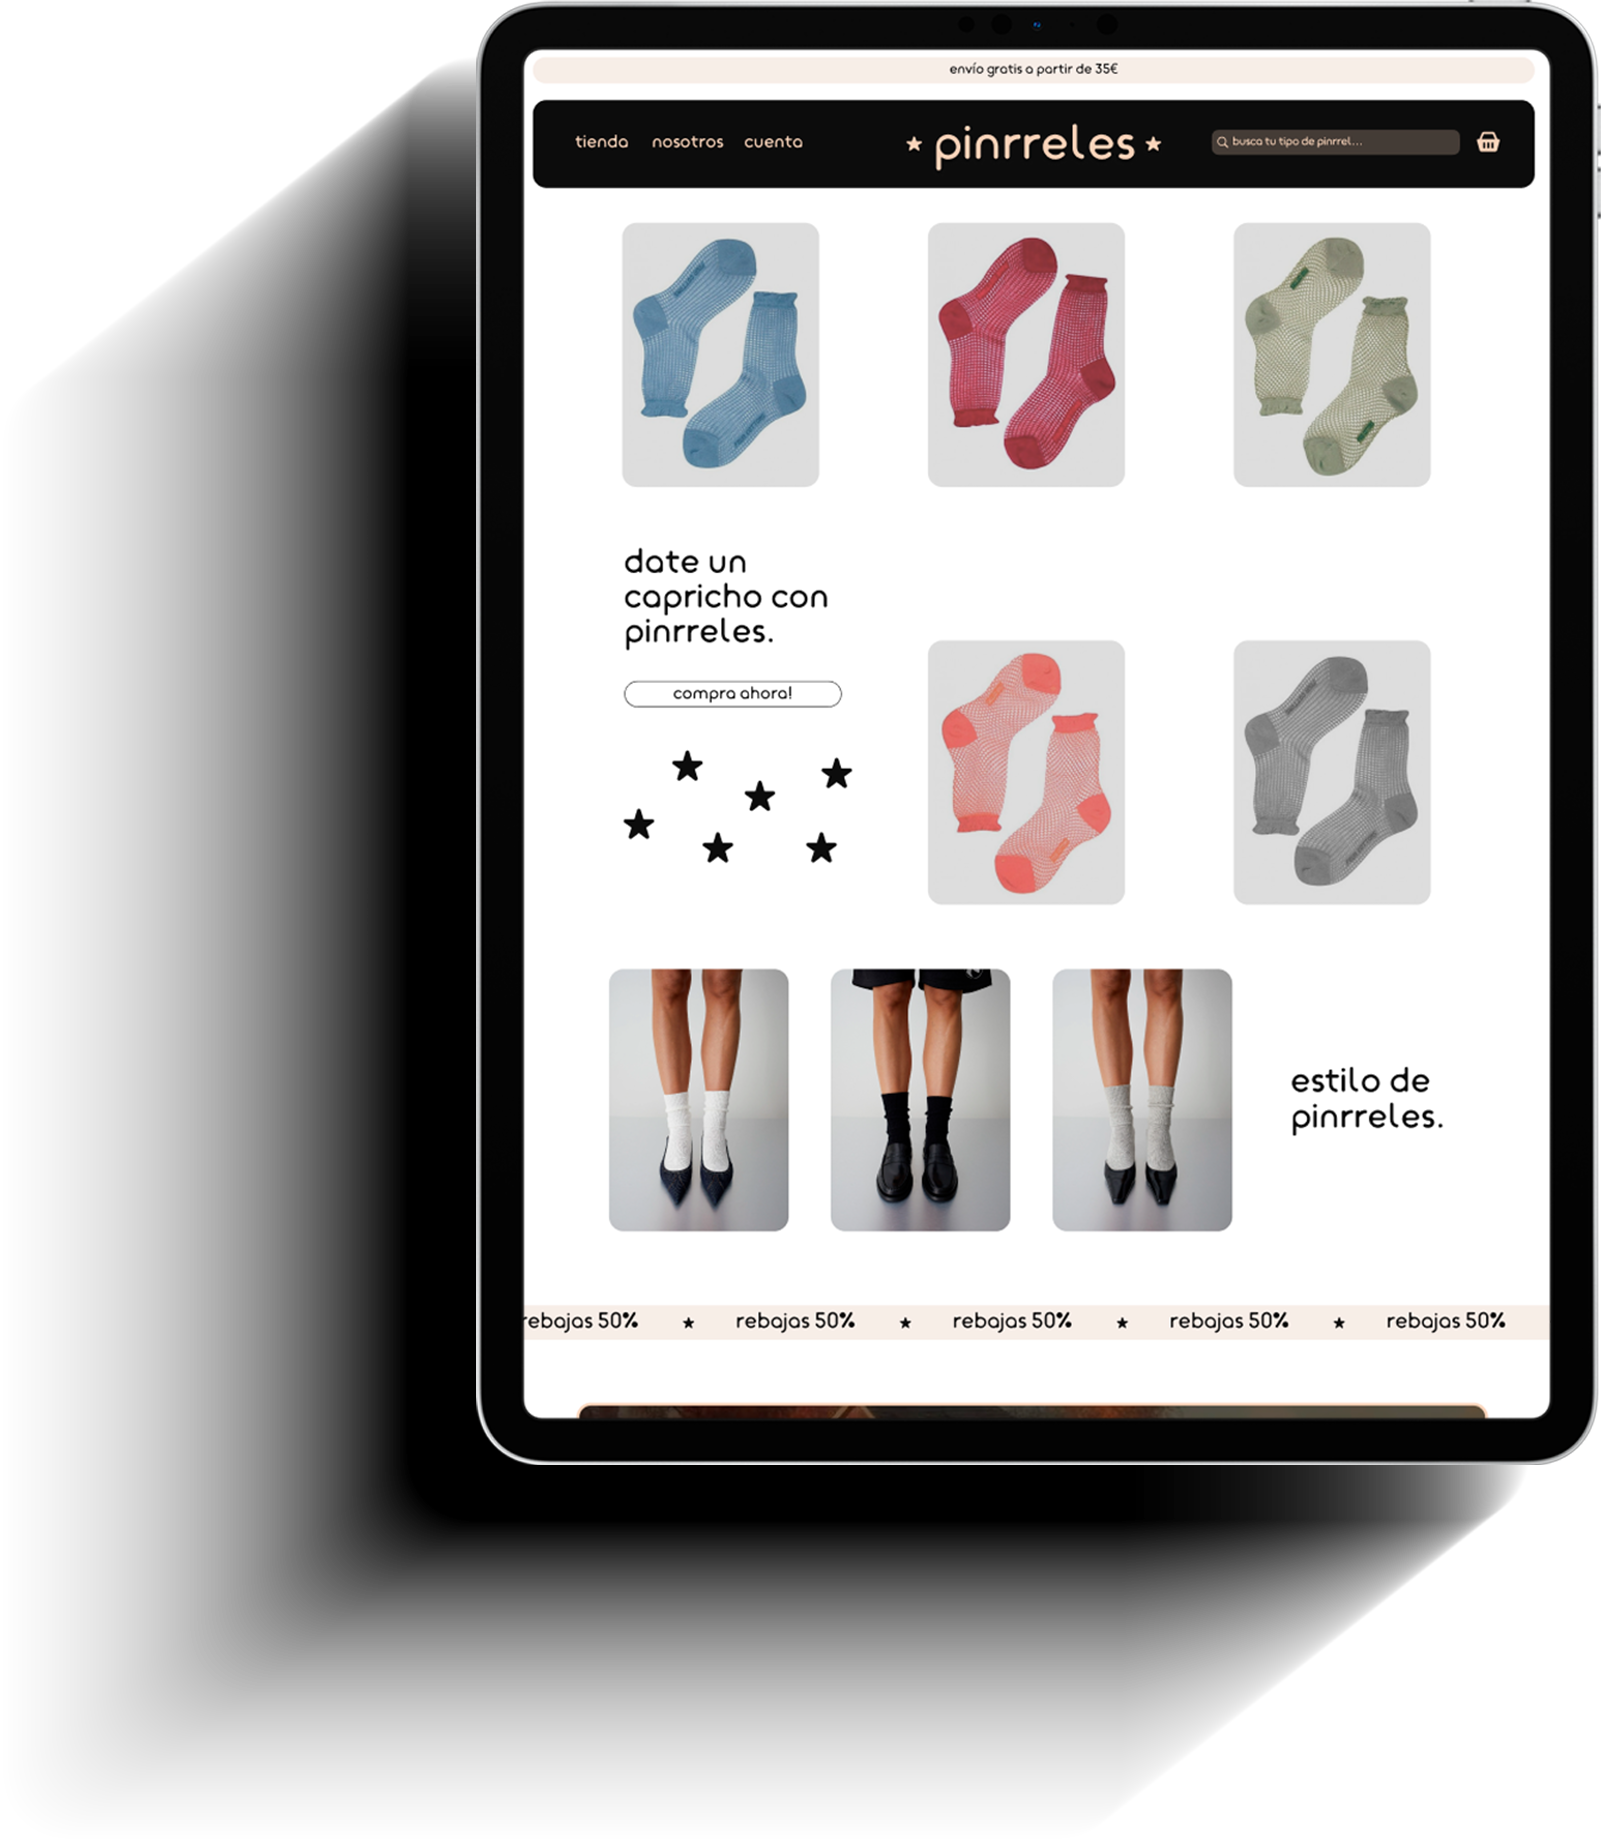 envío gratis a partir de 35€
tienda nosotros cuenta
pinrreles
busca tu tipo de pinrrel...
date un
capricho con
pinrreles.
compra ahora!
estilo de
pinrreles.
rebajas 50% rebajas 50% rebajas 50% rebajas 50% rebajas 50%